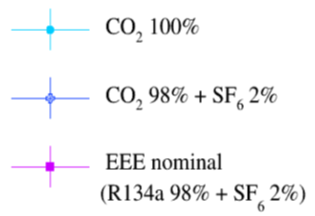 CO₂ 100%
CO₂ 98% + SF₆ 2%
EEE nominal
(R134a 98% + SF₆ 2%)